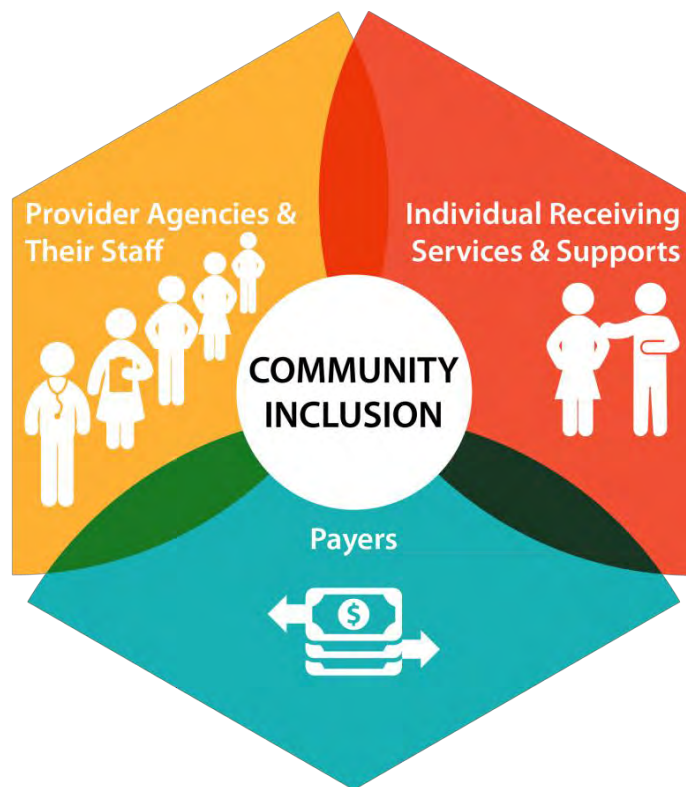 Provider Agencies &
Their Staff
Individual Receiving
Services & Supports
COMMUNITY
INCLUSION
Payers
$